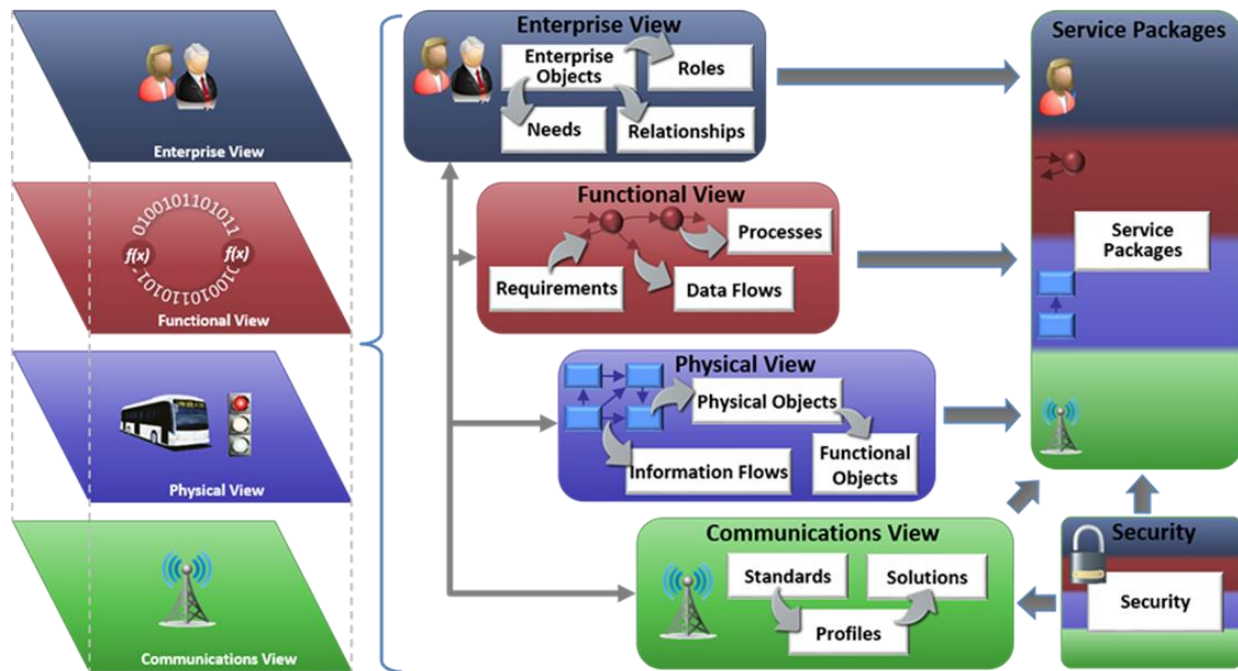 Enterprise View
0100101101011
f(x)
f(x)
Functional View
Physical View
Communications View
Enterprise View
Enterprise
Objects
Roles
Needs
Relationships
Functional View
Processes
Requirements
Data Flows
Physical View
Physical Objects
Information Flows
Functional
Objects
Communications View
Standards
Solutions
Profiles
Service Packages
Service
Packages
Security
Security